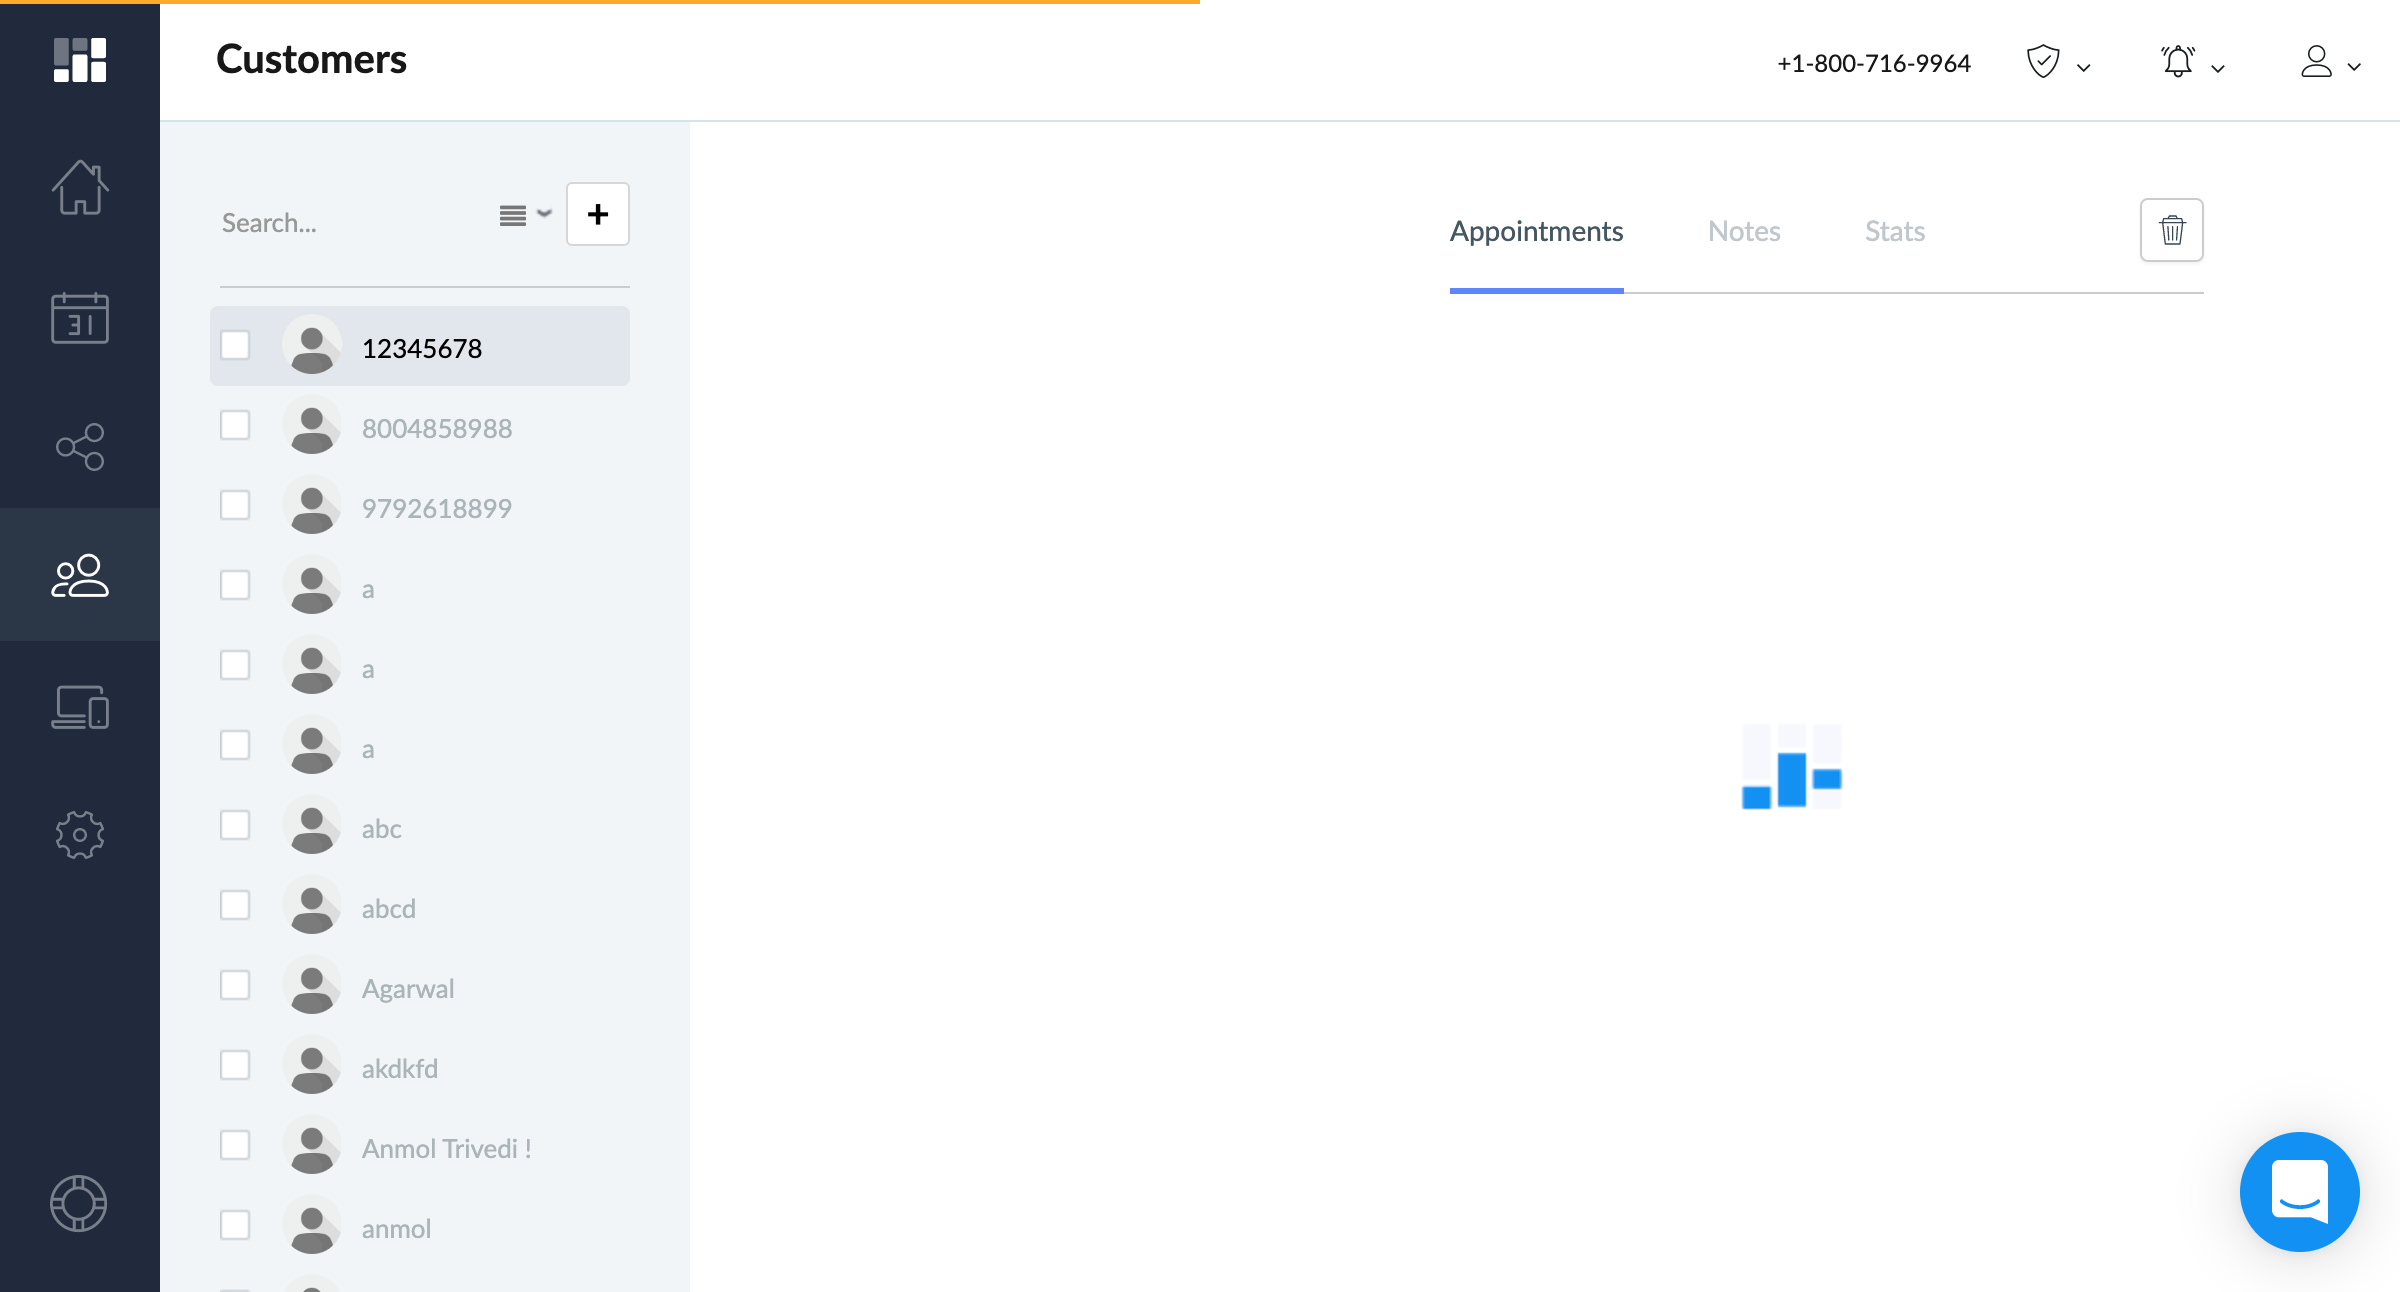 Customers
+1-800-716-9964
Search...
+
Appointments
Notes
Stats
31
12345678
8004858988
9792618899
a
a
a
abc
abcd
Agarwal
akdkfd
Anmol Trivedi !
anmol